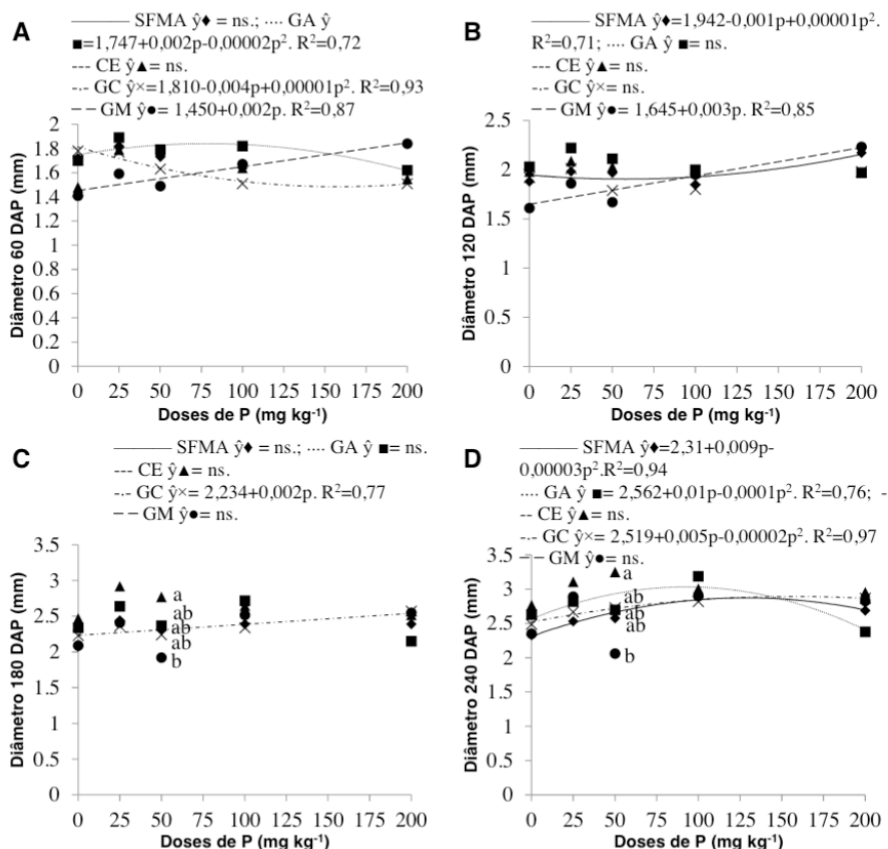 A
SFMA ŷ♦ = ns.; ···· GA ŷ
■=1,747+0,002p-0,00002p². R²=0,72
--- CE ŷ▲= ns.
-·-· GC ŷ×=1,810-0,004p+0,00001p². R²=0,93
— — GM ŷ●= 1,450+0,002p. R²=0,87
Diâmetro 60 DAP (mm)
2
1.8
1.6
1.4
1.2
1
0.8
0.6
0.4
0.2
0
0 25 50 75 100 125 150 175 200
Doses de P (mg kg⁻¹)
B
SFMA ŷ♦=1,942-0,001p+0,00001p².
R²=0,71; ···· GA ŷ ■= ns.
--- CE ŷ▲= ns.
-·-· GC ŷ×= ns.
— — GM ŷ●= 1,645+0,003p. R²=0,85
Diâmetro 120 DAP (mm)
2.5
2
1.5
1
0.5
0
0 25 50 75 100 125 150 175 200
Doses de P (mg kg⁻¹)
C
SFMA ŷ♦ = ns.; ···· GA ŷ ■= ns.
--- CE ŷ▲= ns.
-·-· GC ŷ×= 2,234+0,002p. R²=0,77
— — GM ŷ●= ns.
Diâmetro 180 DAP (mm)
3.5
3
2.5
2
1.5
1
0.5
0
a
ab
ab
ab
b
0 25 50 75 100 125 150 175 200
Doses de P (mg kg⁻¹)
D
SFMA ŷ♦=2,31+0,009p-
0,00003p².R²=0,94
···· GA ŷ ■= 2,562+0,01p-0,0001p². R²=0,76; -
-- CE ŷ▲= ns.
-·-· GC ŷ×= 2,519+0,005p-0,00002p². R²=0,97
— — GM ŷ●= ns.
Diâmetro 240 DAP (mm)
3.5
3
2.5
2
1.5
1
0.5
0
a
ab
ab
ab
b
0 25 50 75 100 125 150 175 200
Doses de P (mg kg⁻¹)